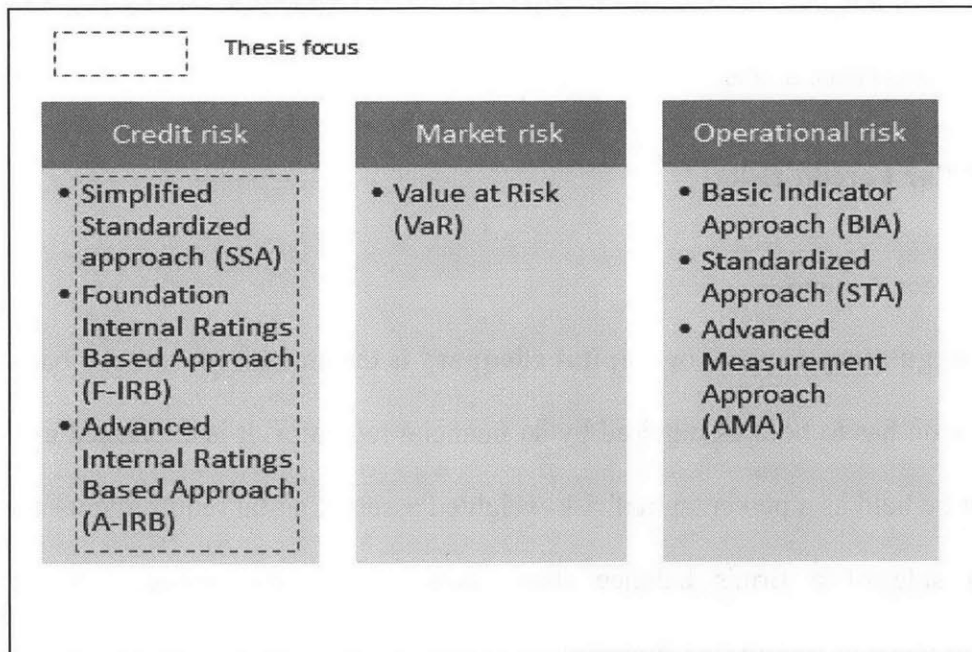 Thesis focus
Credit risk
• Simplified
Standardized
approach (SSA)
• Foundation
Internal Ratings
Based Approach
(F-IRB)
• Advanced
Internal Ratings
Based Approach
(A-IRB)
Market risk
• Value at Risk
(VaR)
Operational risk
• Basic Indicator
Approach (BIA)
• Standardized
Approach (STA)
• Advanced
Measurement
Approach
(AMA)